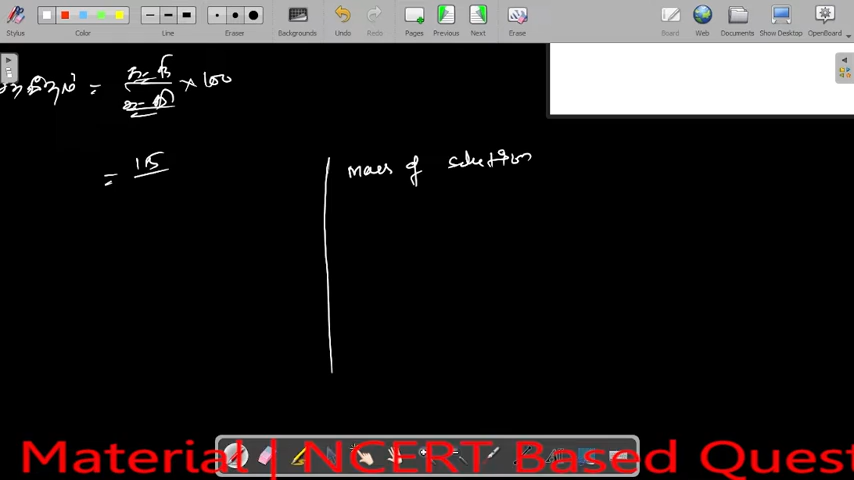 Stylus
Color
Line
Eraser
Backgrounds
Undo
Pages
Previous
Next
Erase
Board
Web
Documents
Show Desktop
OpenBoard
× 100
= 15
mass of solution
Material | NCERT Based Quest